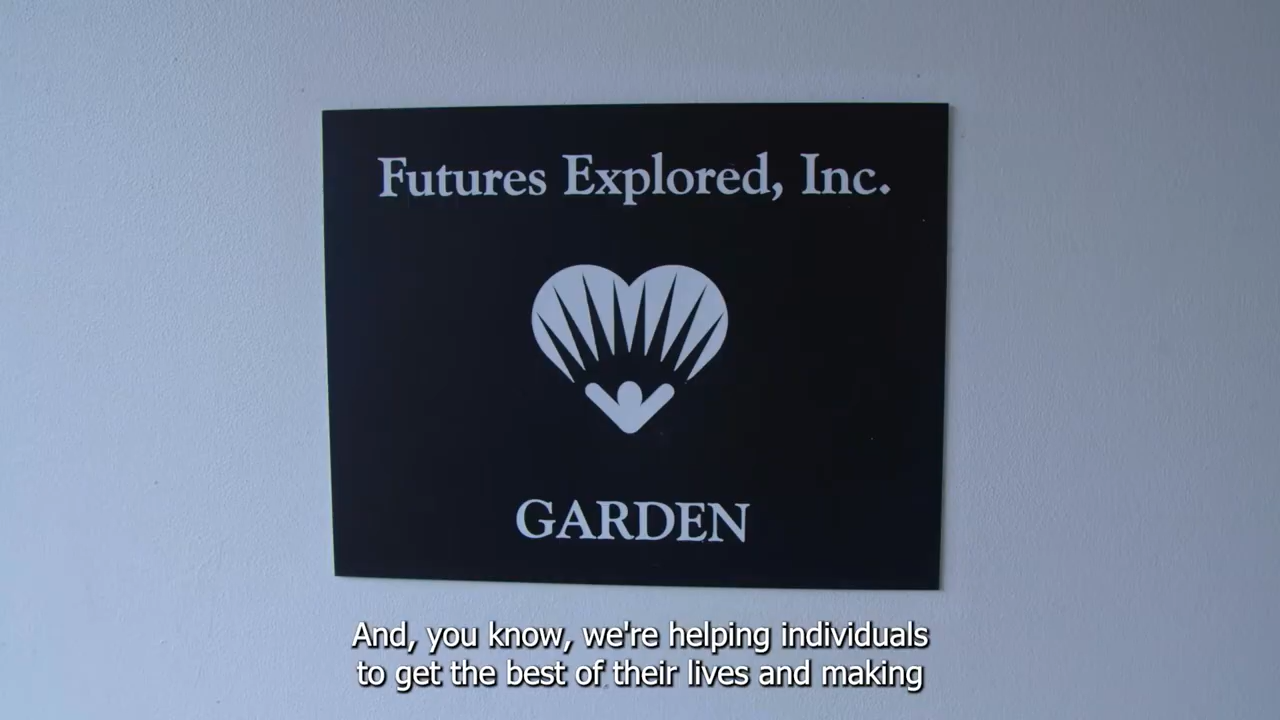 Futures Explored, Inc.
GARDEN
And, you know, we're helping individuals
to get the best of their lives and making